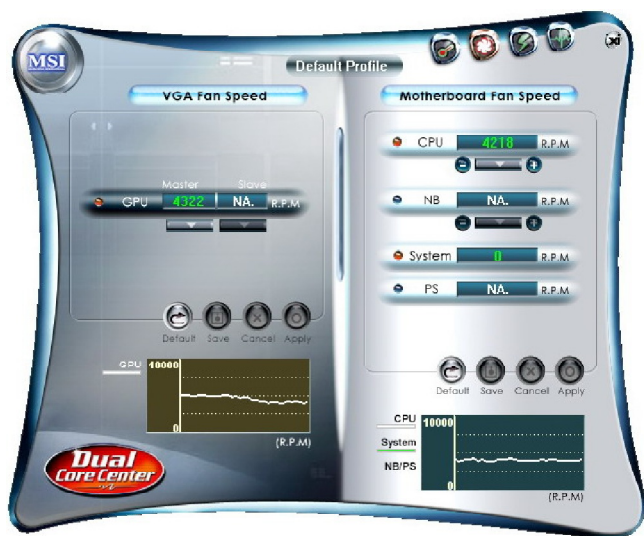 MSI
Default Profile
VGA Fan Speed
Master Slave
GPU 4322 NA. R.P.M
Default Save Cancel Apply
GPU 10000
0
(R.P.M)
Dual
Core Center
Motherboard Fan Speed
CPU 4218 R.P.M
NB NA. R.P.M
System 0 R.P.M
PS NA. R.P.M
Default Save Cancel Apply
CPU 10000
System
NB/PS
0
(R.P.M)